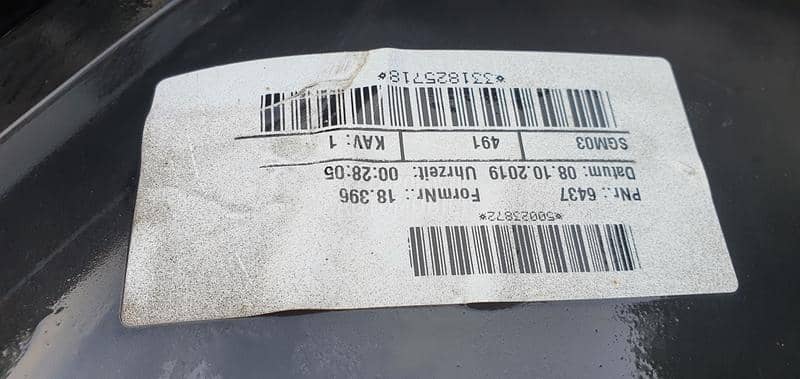 *50023872*
PNr.: 6437 FormNr.: 18.396
Datum: 08.10.2019 Uhrzeit: 00:28:05
SGM03 491 KAV: 1
*331825718*